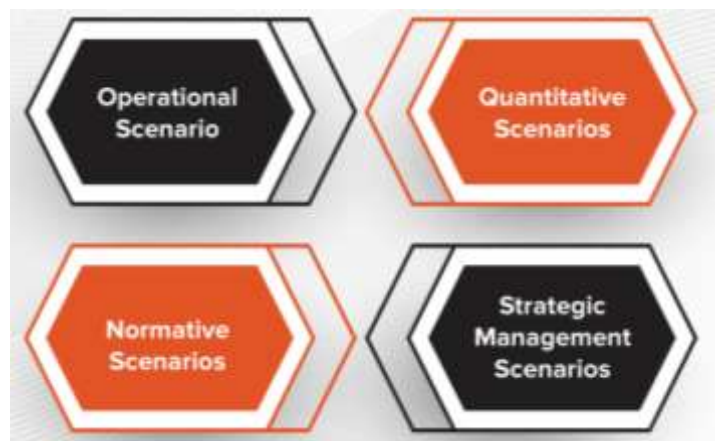 Operational
Scenario
Quantitative
Scenarios
Normative
Scenarios
Strategic
Management
Scenarios